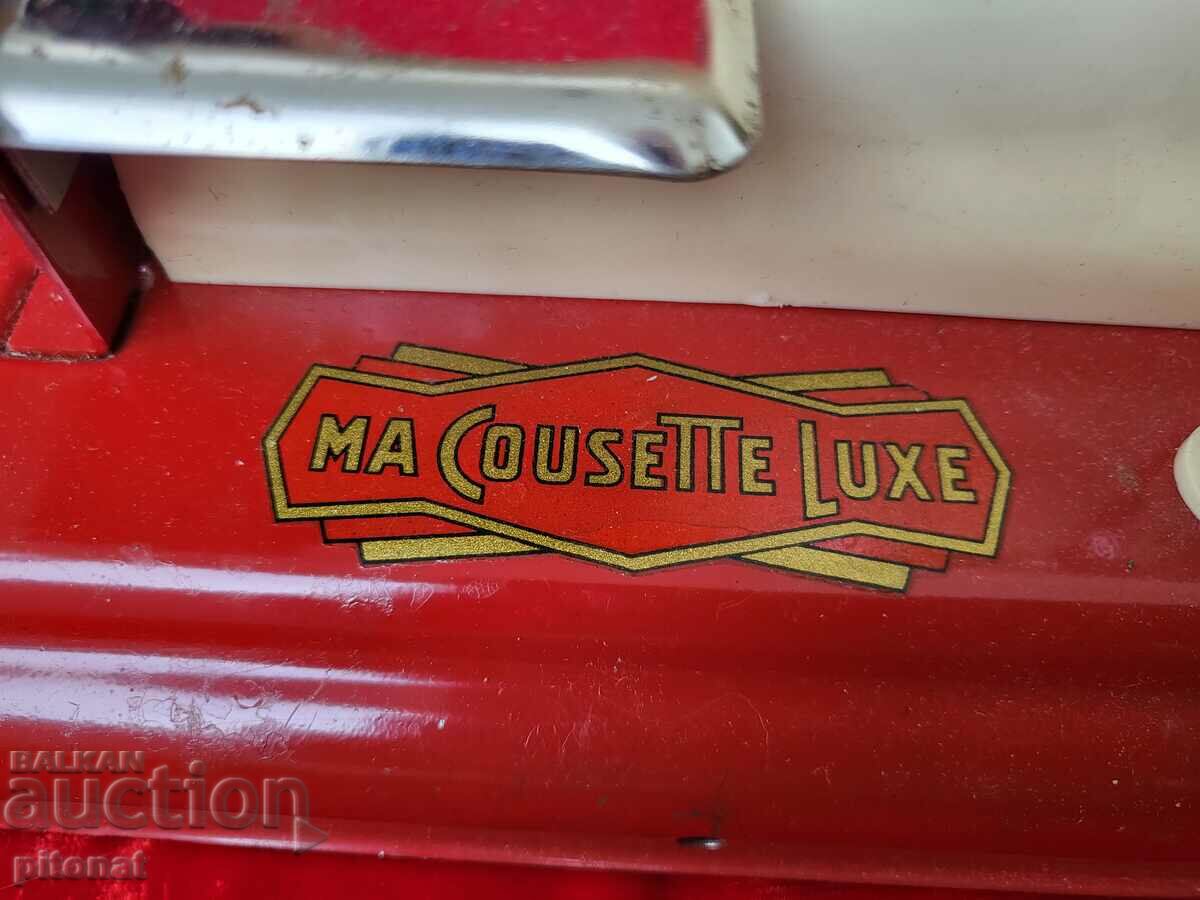 MA COUSETTE LUXE
BALKAN
auction
pitonat